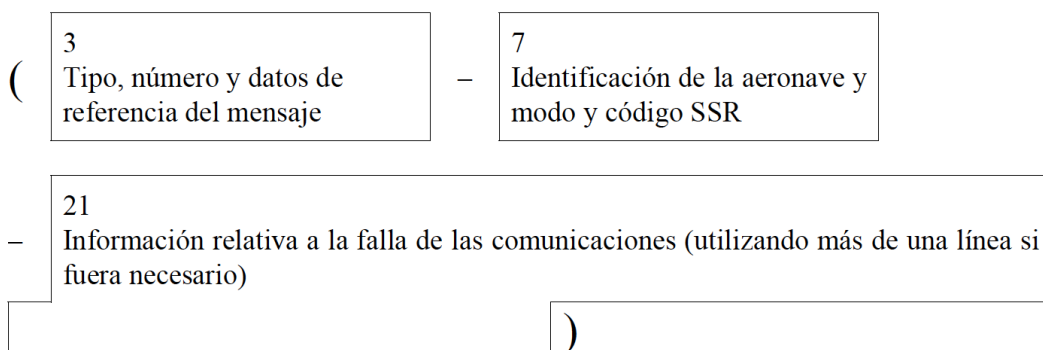 (
3
Tipo, número y datos de
referencia del mensaje
–
7
Identificación de la aeronave y
modo y código SSR
–
21
Información relativa a la falla de las comunicaciones (utilizando más de una línea si
fuera necesario)
)